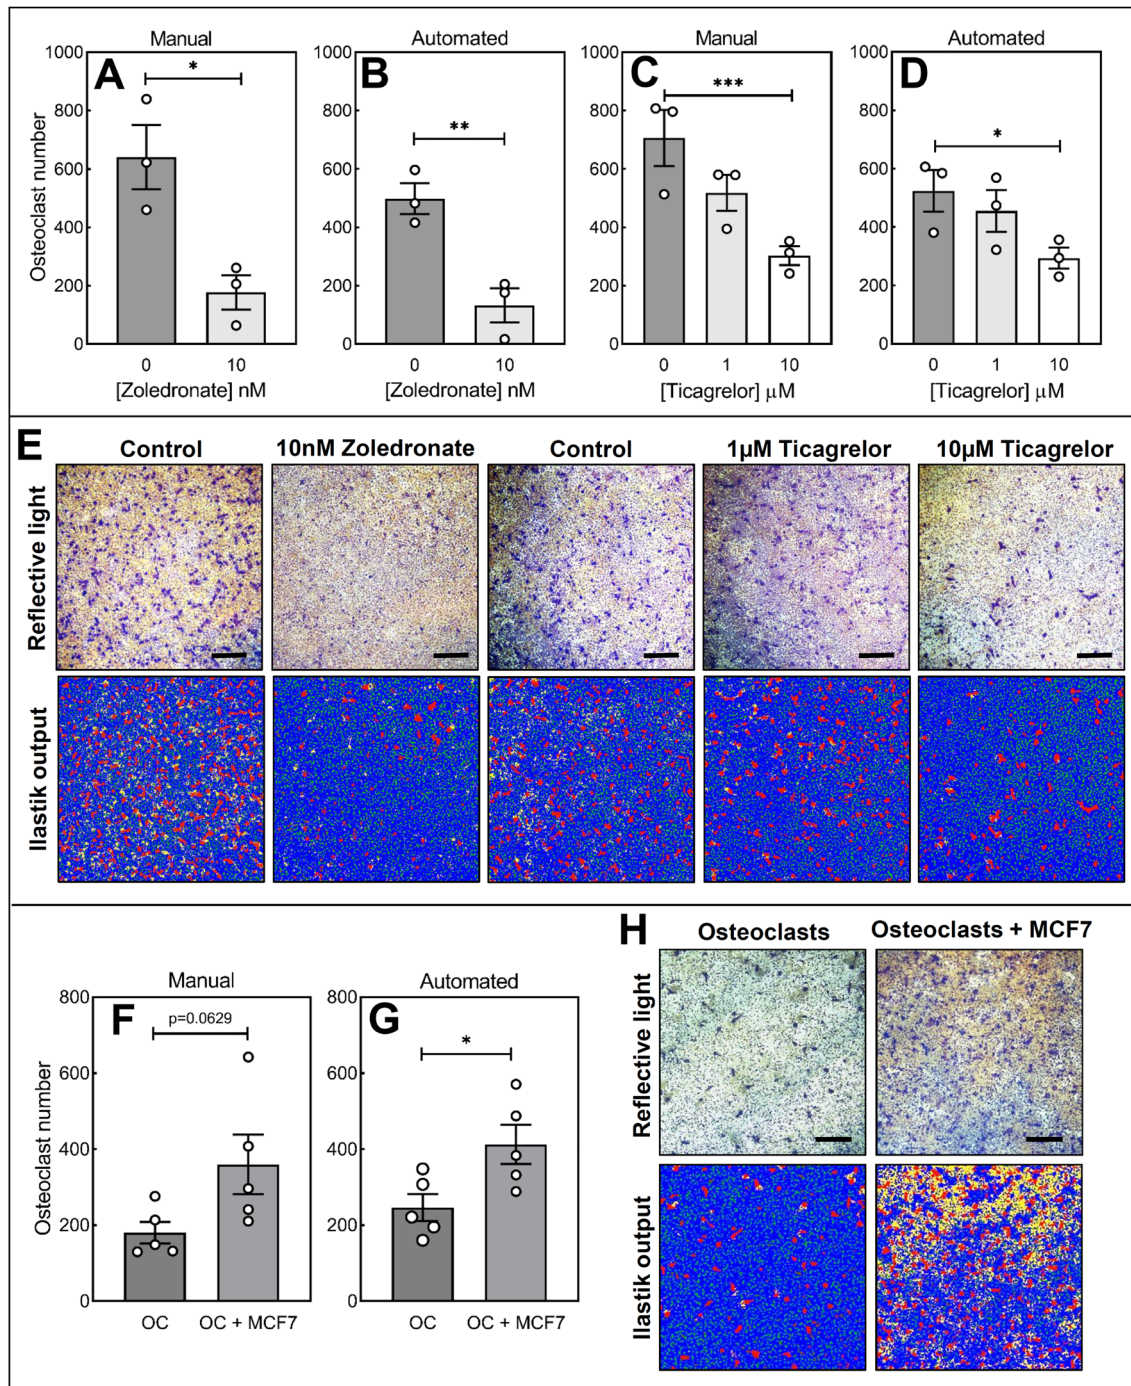 Manual
Automated
Manual
Automated
A
B
C
D
Osteoclast number
1000
800
600
400
200
0
*
0
10
[Zoledronate] nM
1000
800
600
400
200
0
**
0
10
[Zoledronate] nM
1000
800
600
400
200
0
***
0
1
10
[Ticagrelor] μM
1000
800
600
400
200
0
*
0
1
10
[Ticagrelor] μM
E
Control
10nM Zoledronate
Control
1μM Ticagrelor
10μM Ticagrelor
Reflective light
Ilastik output
Manual
F
Osteoclast number
800
600
400
200
0
p=0.0629
OC
OC + MCF7
Automated
G
800
600
400
200
0
*
OC
OC + MCF7
H
Osteoclasts
Osteoclasts + MCF7
Reflective light
Ilastik output